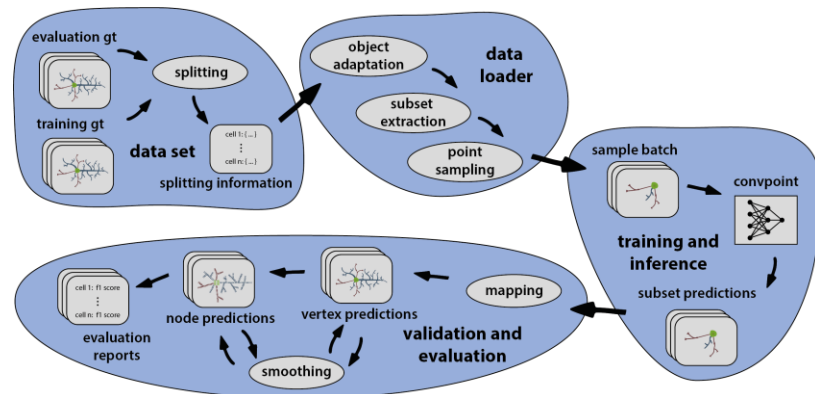 evaluation gt
splitting
training gt
data set
cell 1: {...}
⋮
cell n: {...}
splitting information
object
adaptation
data
loader
subset
extraction
point
sampling
sample batch
convpoint
training and
inference
subset predictions
mapping
validation and
evaluation
vertex predictions
node predictions
smoothing
cell 1: f1 score
⋮
cell n: f1 score
evaluation
reports